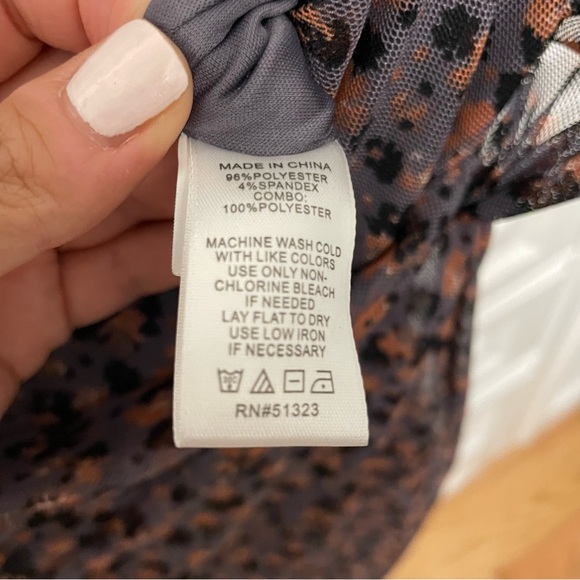 MADE IN CHINA
96%POLYESTER
4%SPANDEX
COMBO:
100%POLYESTER
MACHINE WASH COLD
WITH LIKE COLORS
USE ONLY NON-
CHLORINE BLEACH
IF NEEDED
LAY FLAT TO DRY
USE LOW IRON
IF NECESSARY
RN#51323